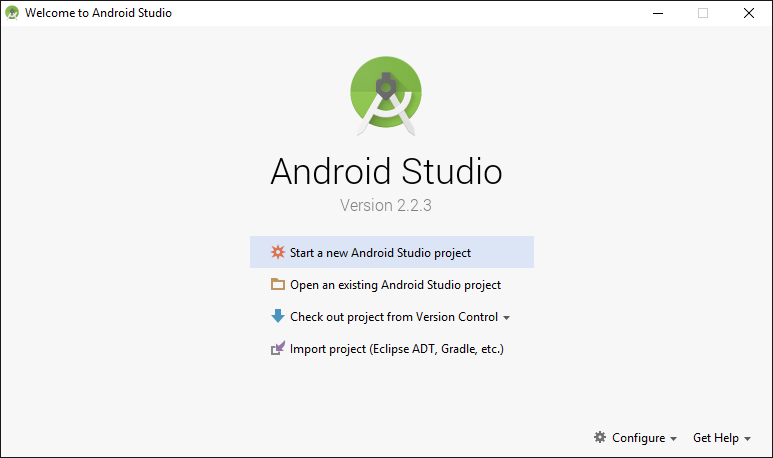 Welcome to Android Studio
Android Studio
Version 2.2.3
Start a new Android Studio project
Open an existing Android Studio project
Check out project from Version Control
Import project (Eclipse ADT, Gradle, etc.)
Configure Get Help